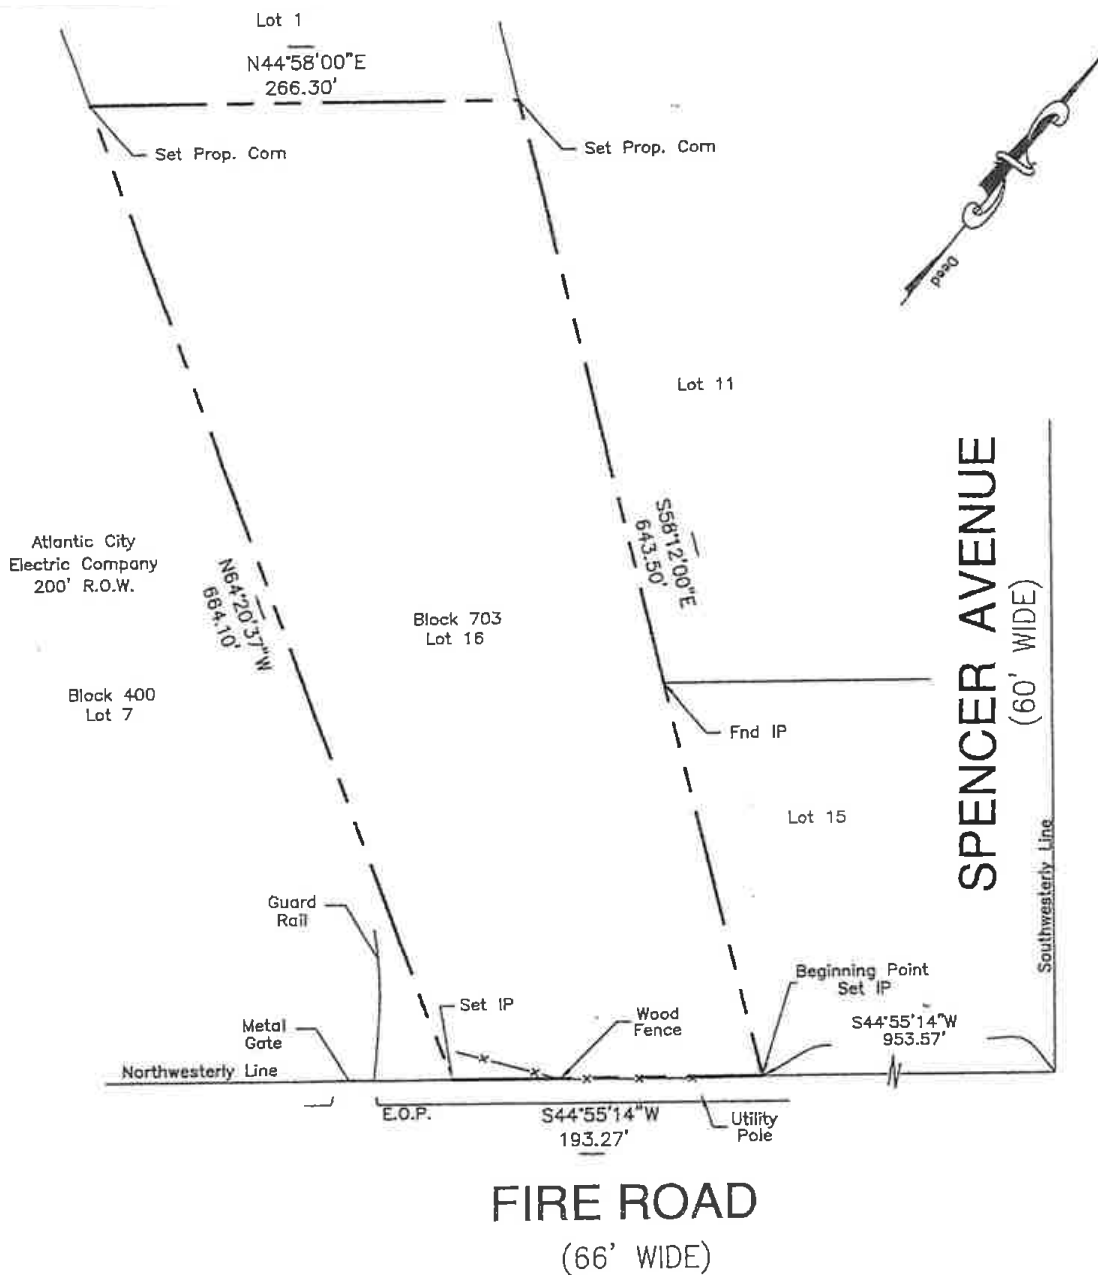 Lot 1
N44°58'00"E
266.30'
Set Prop. Corn
Set Prop. Corn
Deed
Lot 11
Atlantic City
Electric Company
200' R.O.W.
N64°20'37"W
664.10'
S58°12'00"E
643.50'
Block 703
Lot 16
SPENCER AVENUE
(60' WIDE)
Block 400
Lot 7
Fnd IP
Lot 15
Southwesterly Line
Guard
Rail
Set IP
Wood
Fence
Beginning Point
Set IP
S44°55'14"W
953.57'
Metal
Gate
Northwesterly Line
E.O.P.
S44°55'14"W
193.27'
Utility
Pole
FIRE ROAD
(66' WIDE)